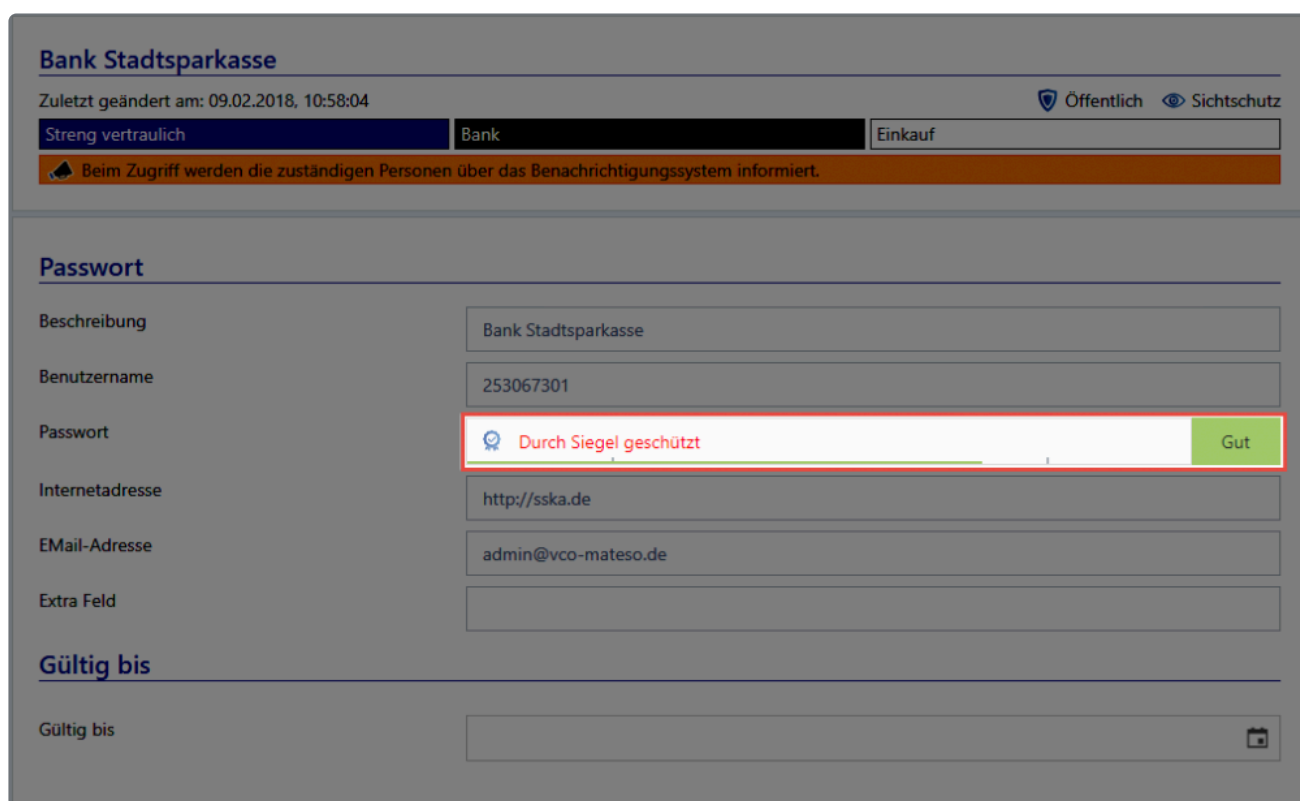 Bank Stadtsparkasse
Zuletzt geändert am: 09.02.2018, 10:58:04 Öffentlich Sichtschutz
Streng vertraulich Bank Einkauf
Beim Zugriff werden die zuständigen Personen über das Benachrichtigungssystem informiert.
Passwort
Beschreibung Bank Stadtsparkasse
Benutzername 253067301
Passwort Durch Siegel geschützt Gut
Internetadresse http://sska.de
EMail-Adresse admin@vco-mateso.de
Extra Feld
Gültig bis
Gültig bis